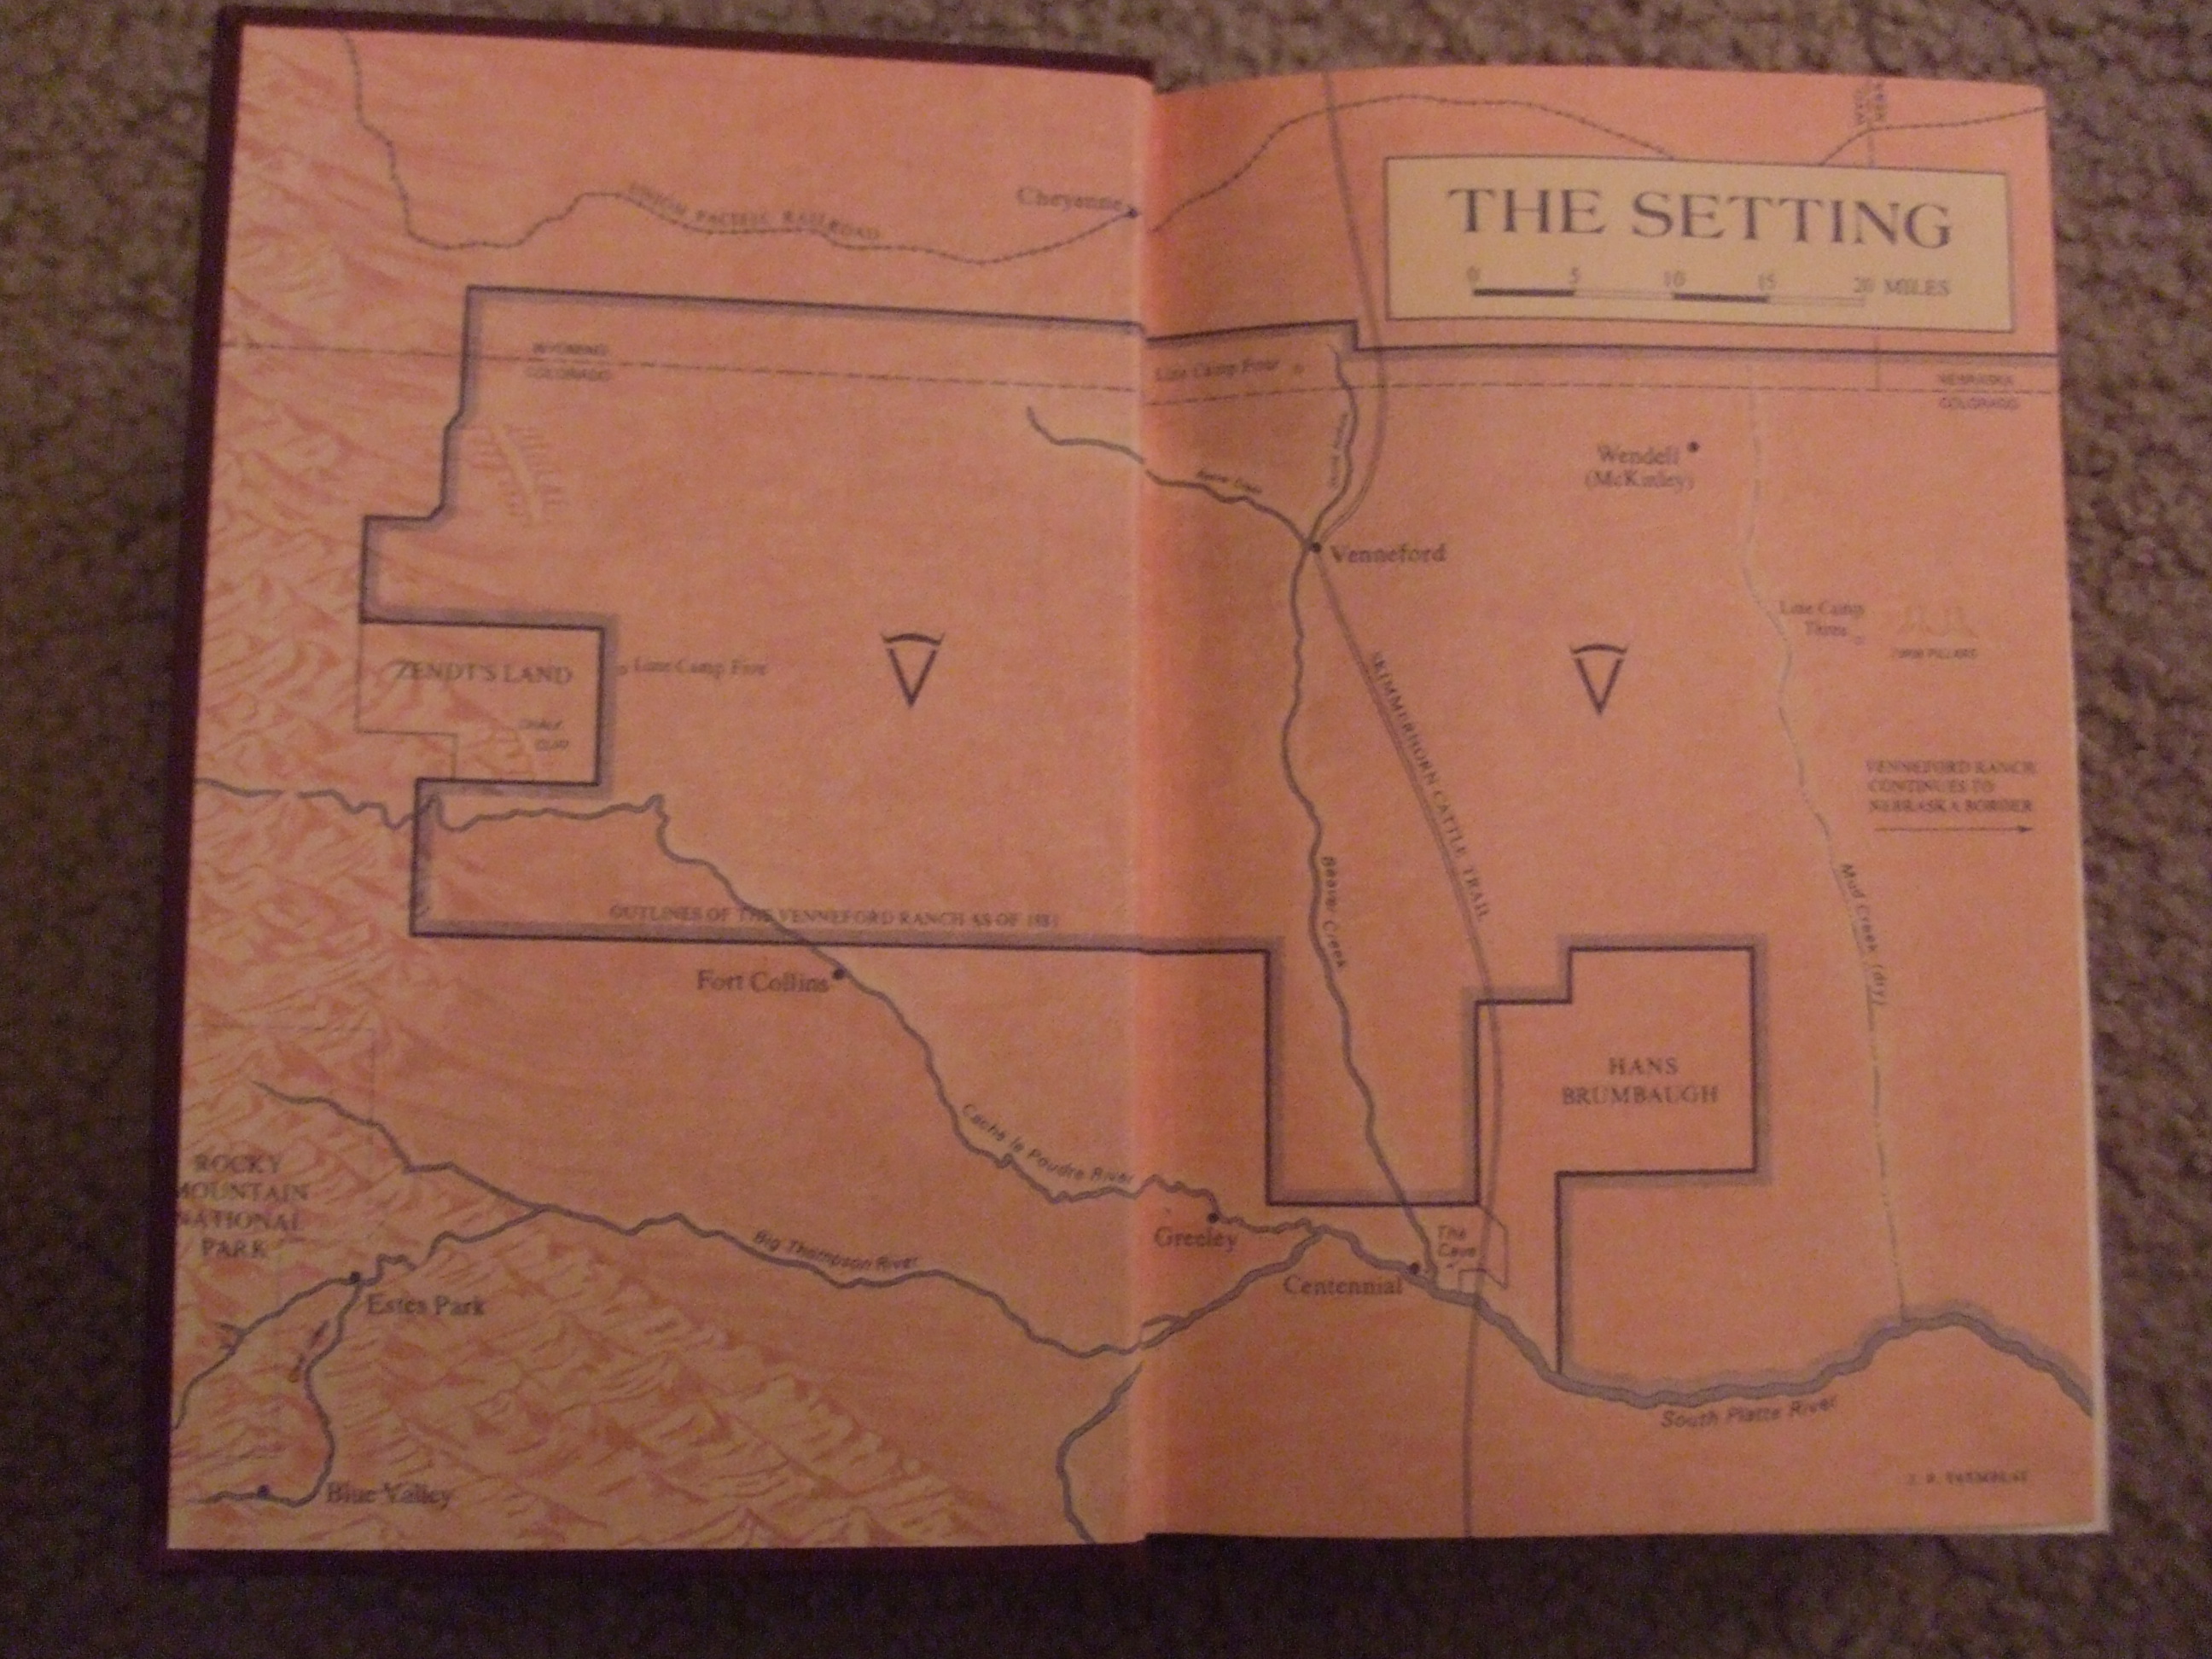 UNION PACIFIC RAILROAD
Cheyenne
THE SETTING
0 5 10 15 20 MILES
WYOMING
COLORADO
Line Camp Four
NEBRASKA
COLORADO
Wendell
(McKinley)
Venneford
ZENDT'S LAND
CHALK
CLIFF
Line Camp Five
SKIMMERHORN CATTLE TRAIL
Line Camp
Three
VENNEFORD RANCH
CONTINUES TO
NEBRASKA BORDER
Beaver Creek
Mud Creek (dry)
OUTLINES OF THE VENNEFORD RANCH AS OF 1881
Fort Collins
HANS
BRUMBAUGH
Cache la Poudre River
ROCKY
MOUNTAIN
NATIONAL
PARK
Big Thompson River
Greeley
The
Cave
Centennial
Estes Park
South Platte River
Blue Valley